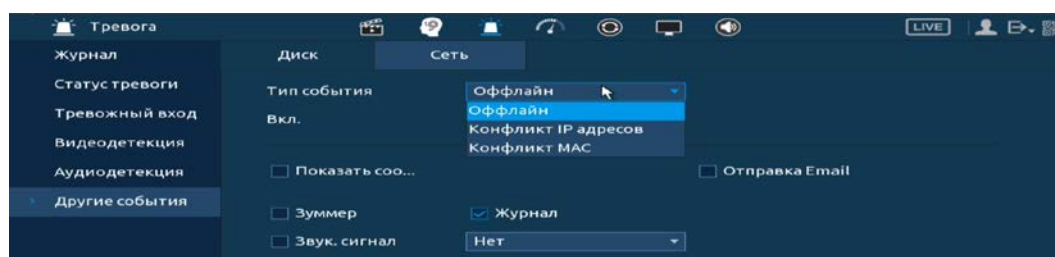 Тревога LIVE
Журнал Диск Сеть
Статус тревоги Тип события Оффлайн
Оффлайн
Тревожный вход Вкл. Конфликт IP адресов
Видеодетекция Конфликт MAC
Аудиодетекция Показать соо... Отправка Email
Другие события
Зуммер Журнал
Звук. сигнал Нет